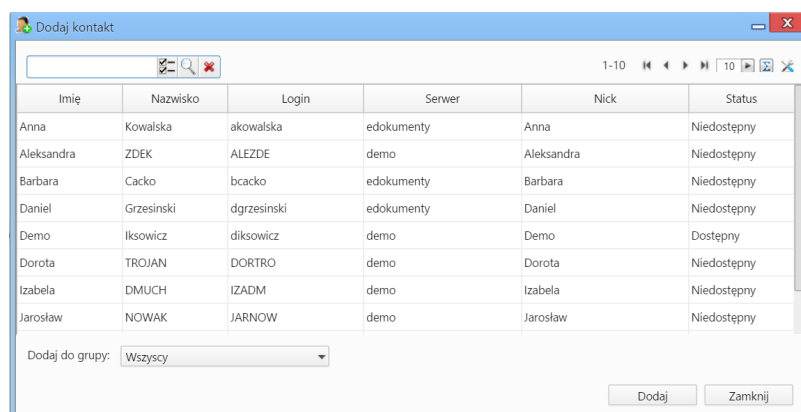 Dodaj kontakt
1-10 10
Imię Nazwisko Login Serwer Nick Status
Anna Kowalska akowalska edokumenty Anna Niedostępny
Aleksandra ZDEK ALEZDE demo Aleksandra Niedostępny
Barbara Cacko bcacko edokumenty Barbara Niedostępny
Daniel Grzesinski dgrzesinski edokumenty Daniel Niedostępny
Demo Iksowicz diksowicz demo Demo Dostępny
Dorota TROJAN DORTRO demo Dorota Niedostępny
Izabela DMUCH IZADM demo Izabela Niedostępny
Jarosław NOWAK JARNOW demo Jarosław Niedostępny
Dodaj do grupy: Wszyscy
Dodaj Zamknij